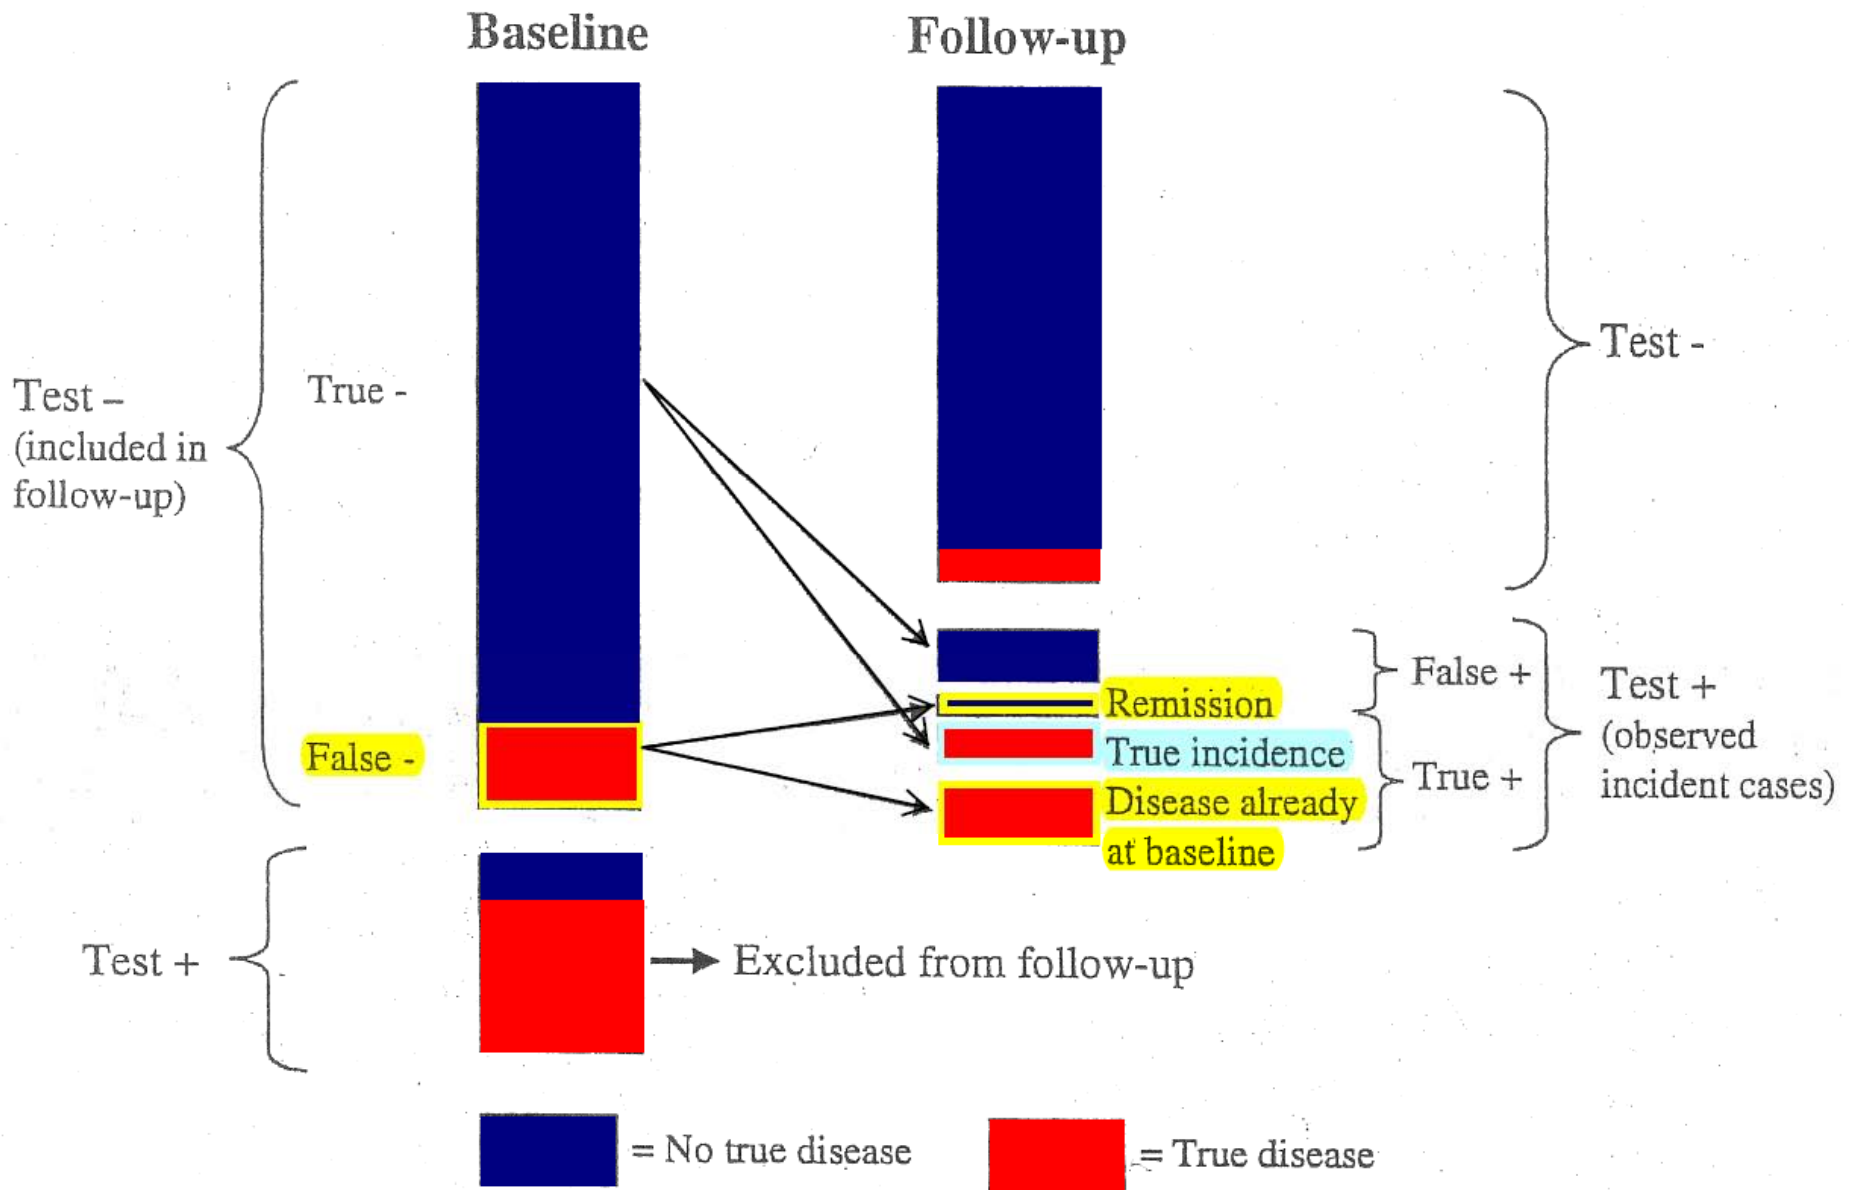 Baseline
Follow-up
Test –
(included in
follow-up)
True -
False -
Test +
Excluded from follow-up
Remission
True incidence
Disease already
at baseline
False +
True +
Test -
Test +
(observed
incident cases)
= No true disease
= True disease